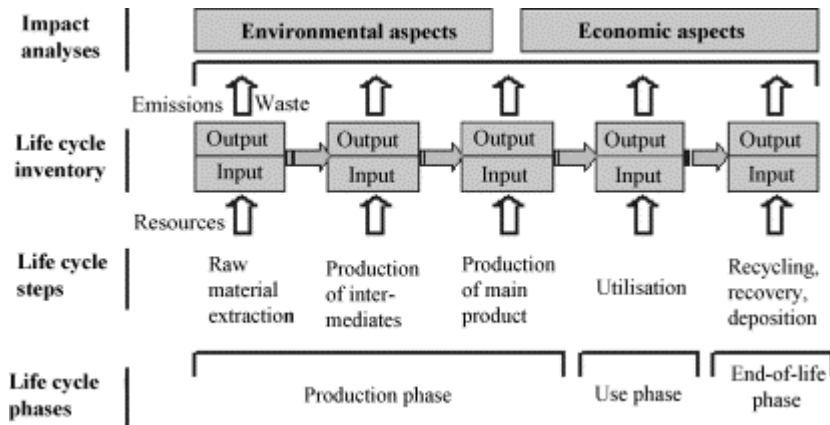 Impact
analyses
Environmental aspects
Economic aspects
Emissions
Waste
Life cycle
inventory
Output
Input
Output
Input
Output
Input
Output
Input
Output
Input
Resources
Life cycle
steps
Raw
material
extraction
Production
of inter-
mediates
Production
of main
product
Utilisation
Recycling,
recovery,
deposition
Life cycle
phases
Production phase
Use phase
End-of-life
phase